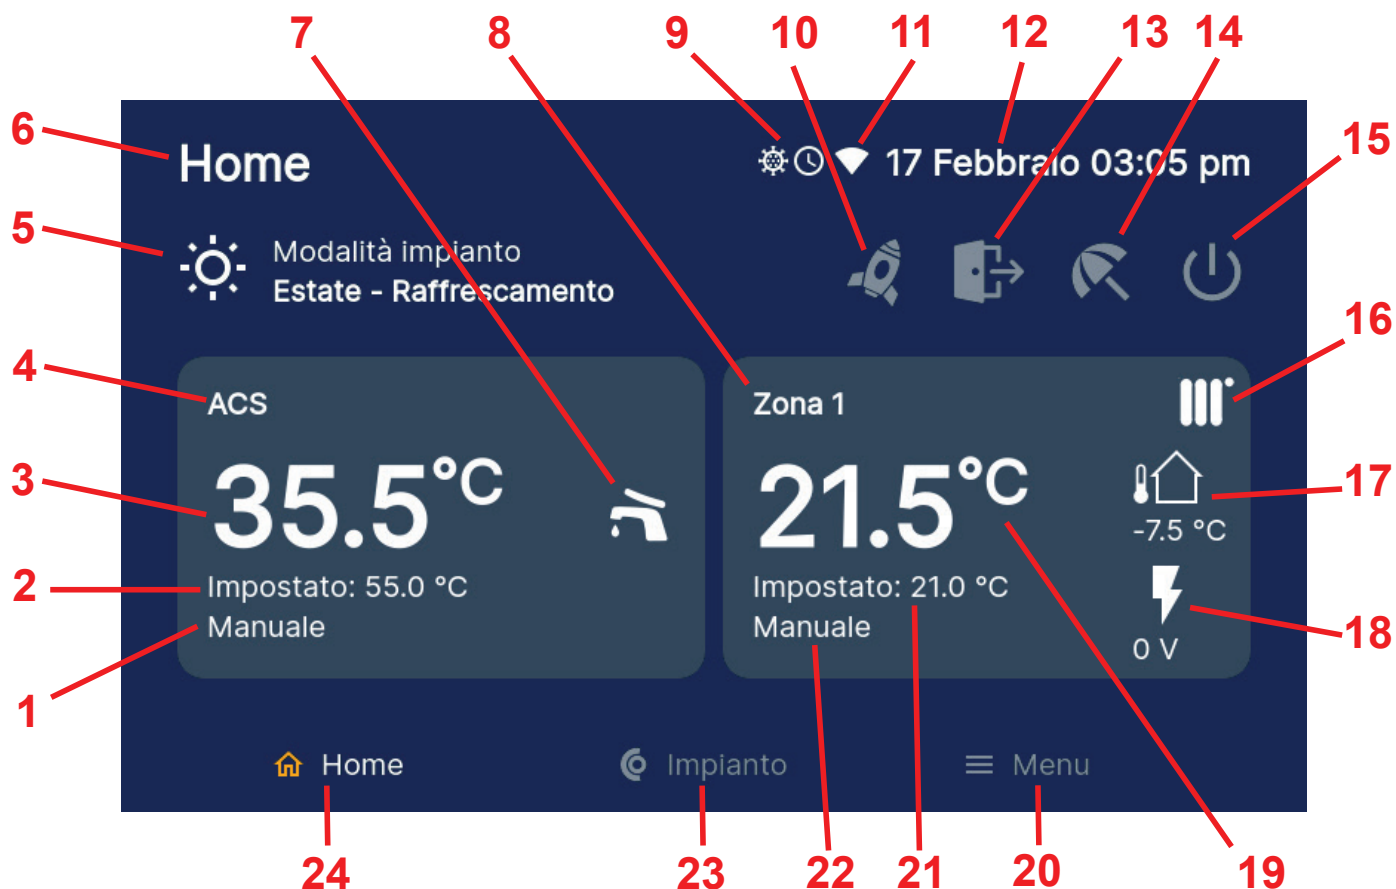 7 8 9 10 11 12 13 14
6 Home 17 Febbraio 03:05 pm 15
5 Modalità impianto
Estate - Raffrescamento
16
4 ACS Zona 1
3 35.5°C 21.5°C 17
-7.5 °C
2 Impostato: 55.0 °C Impostato: 21.0 °C
Manuale Manuale 18
0 V
1
Home Impianto Menu
24 23 22 21 20 19